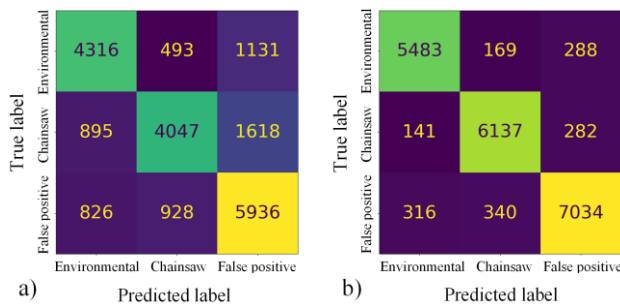 True label
Environmental
Chainsaw
False positive
4316 493 1131
895 4047 1618
826 928 5936
Environmental Chainsaw False positive
Predicted label
a)
True label
Environmental
Chainsaw
False positive
5483 169 288
141 6137 282
316 340 7034
Environmental Chainsaw False positive
Predicted label
b)